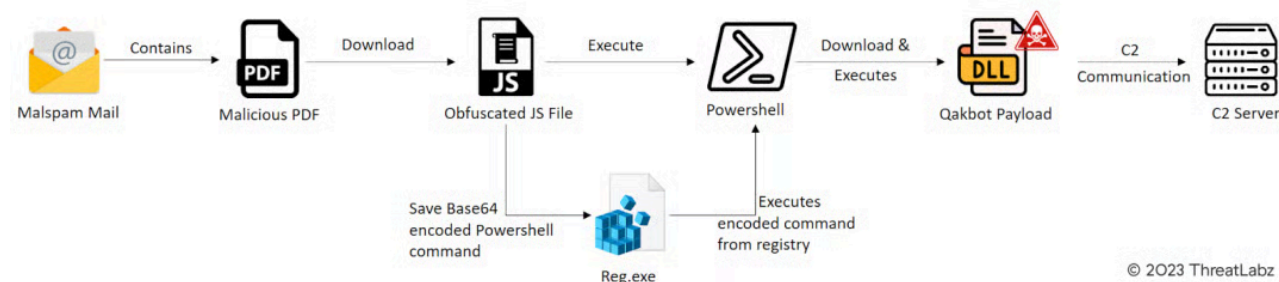 @
Contains
Download
Execute
Download &
Executes
C2
Communication
PDF
JS
DLL
Malspam Mail
Malicious PDF
Obfuscated JS File
Powershell
Qakbot Payload
C2 Server
Save Base64
encoded Powershell
command
Executes
encoded command
from registry
Reg.exe
© 2023 ThreatLabz